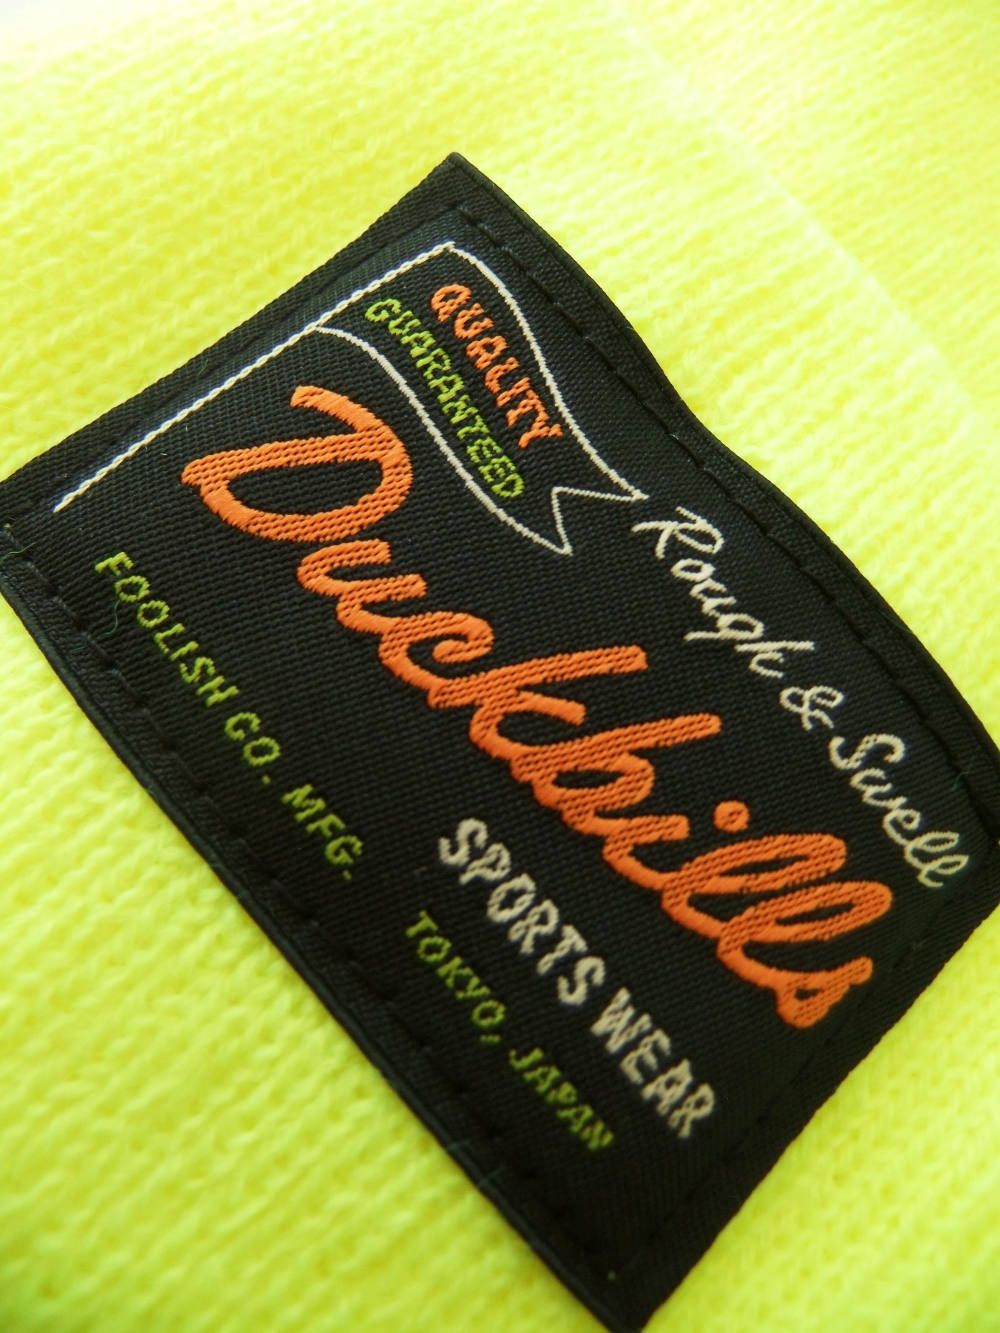 QUALITY
GUARANTEED
Rough & Swell
Duckbills
SPORTS WEAR
FOOLISH CO. MFG.
TOKYO, JAPAN